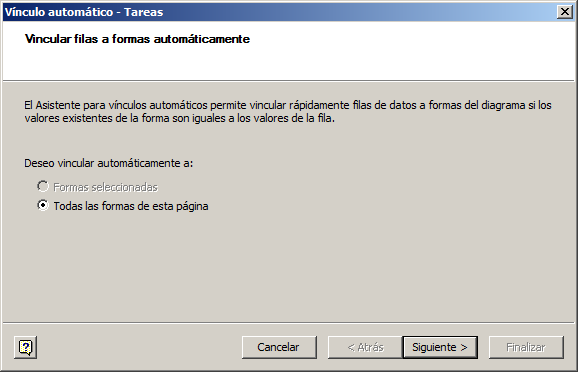 Vínculo automático - Tareas
Vincular filas a formas automáticamente
El Asistente para vínculos automáticos permite vincular rápidamente filas de datos a formas del diagrama si los
valores existentes de la forma son iguales a los valores de la fila.
Deseo vincular automáticamente a:
Formas seleccionadas
Todas las formas de esta página
Cancelar
< Atrás
Siguiente >
Finalizar